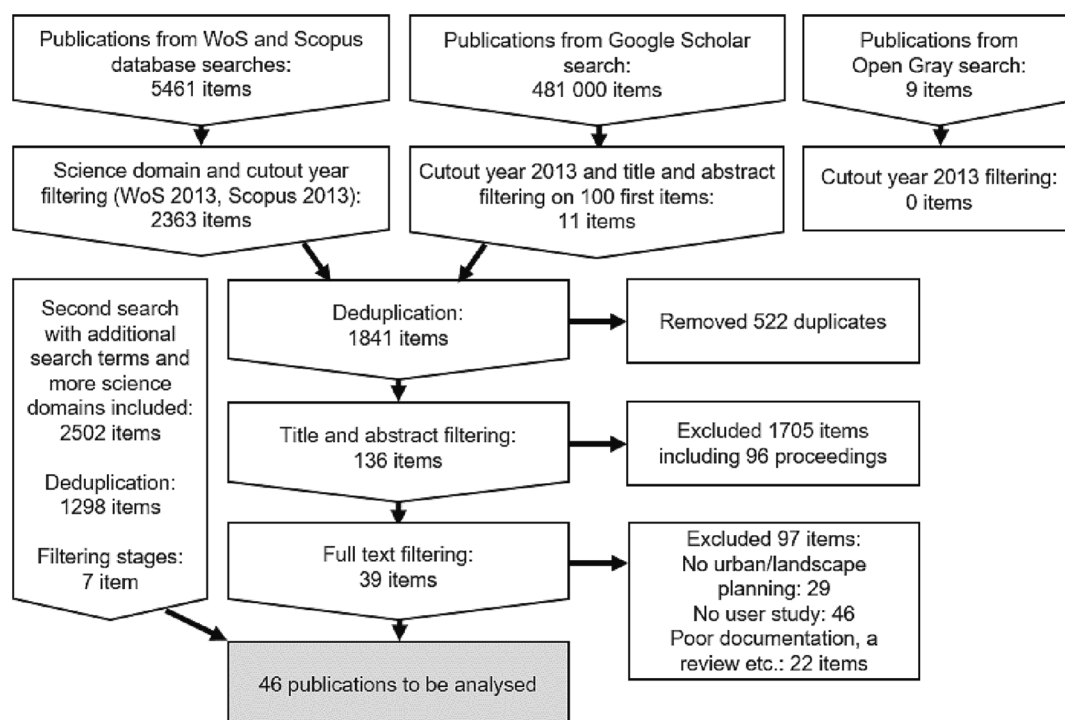 Publications from WoS and Scopus
database searches:
5461 items
Publications from Google Scholar
search:
481 000 items
Publications from
Open Gray search:
9 items
Science domain and cutout year
filtering (WoS 2013, Scopus 2013):
2363 items
Cutout year 2013 and title and abstract
filtering on 100 first items:
11 items
Cutout year 2013 filtering:
0 items
Second search
with additional
search terms and
more science
domains included:
2502 items
Deduplication:
1298 items
Filtering stages:
7 item
Deduplication:
1841 items
Removed 522 duplicates
Title and abstract filtering:
136 items
Excluded 1705 items
including 96 proceedings
Full text filtering:
39 items
Excluded 97 items:
No urban/landscape
planning: 29
No user study: 46
Poor documentation, a
review etc.: 22 items
46 publications to be analysed